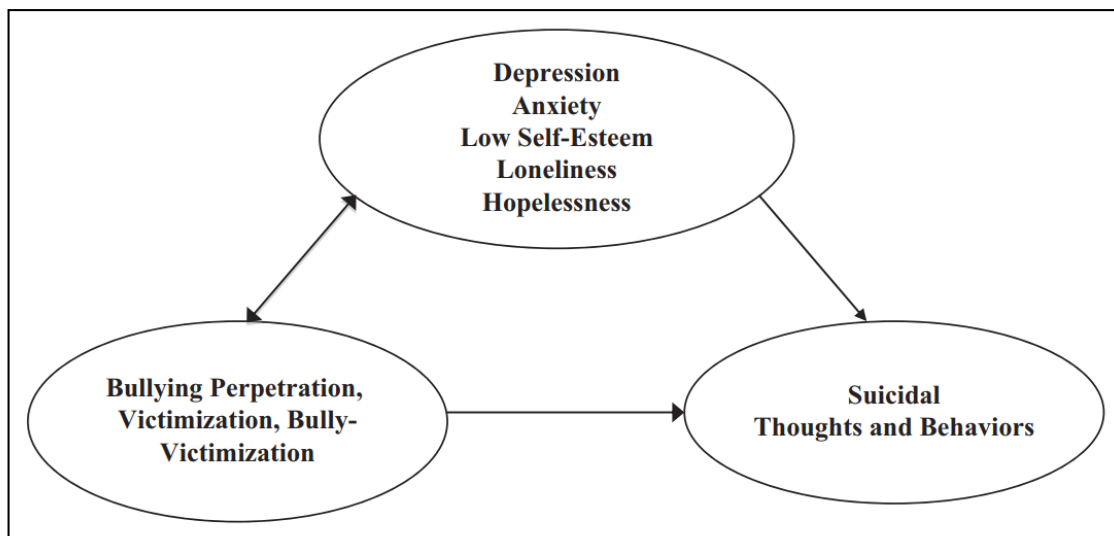 Depression
Anxiety
Low Self-Esteem
Loneliness
Hopelessness
Bullying Perpetration,
Victimization, Bully-
Victimization
Suicidal
Thoughts and Behaviors